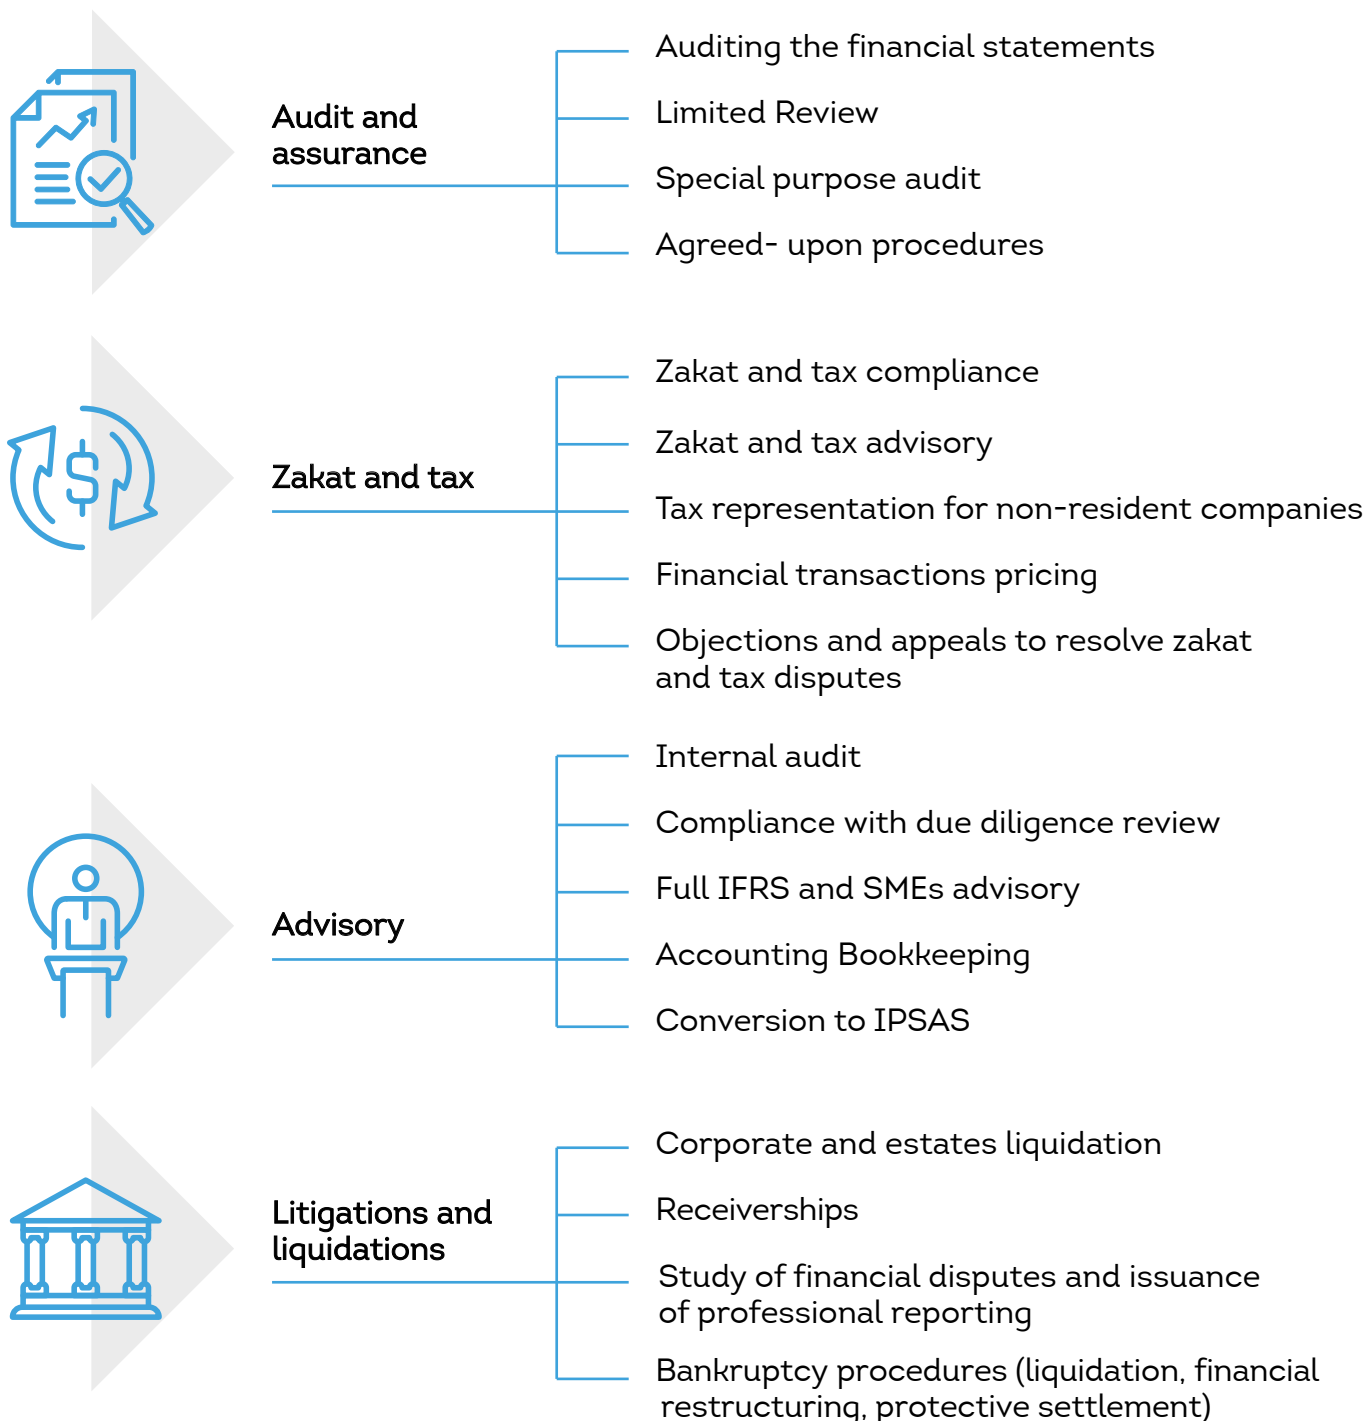 Audit and
assurance
Auditing the financial statements
Limited Review
Special purpose audit
Agreed- upon procedures
Zakat and tax
Zakat and tax compliance
Zakat and tax advisory
Tax representation for non-resident companies
Financial transactions pricing
Objections and appeals to resolve zakat
and tax disputes
Advisory
Internal audit
Compliance with due diligence review
Full IFRS and SMEs advisory
Accounting Bookkeeping
Conversion to IPSAS
Litigations and
liquidations
Corporate and estates liquidation
Receiverships
Study of financial disputes and issuance
of professional reporting
Bankruptcy procedures (liquidation, financial
restructuring, protective settlement)